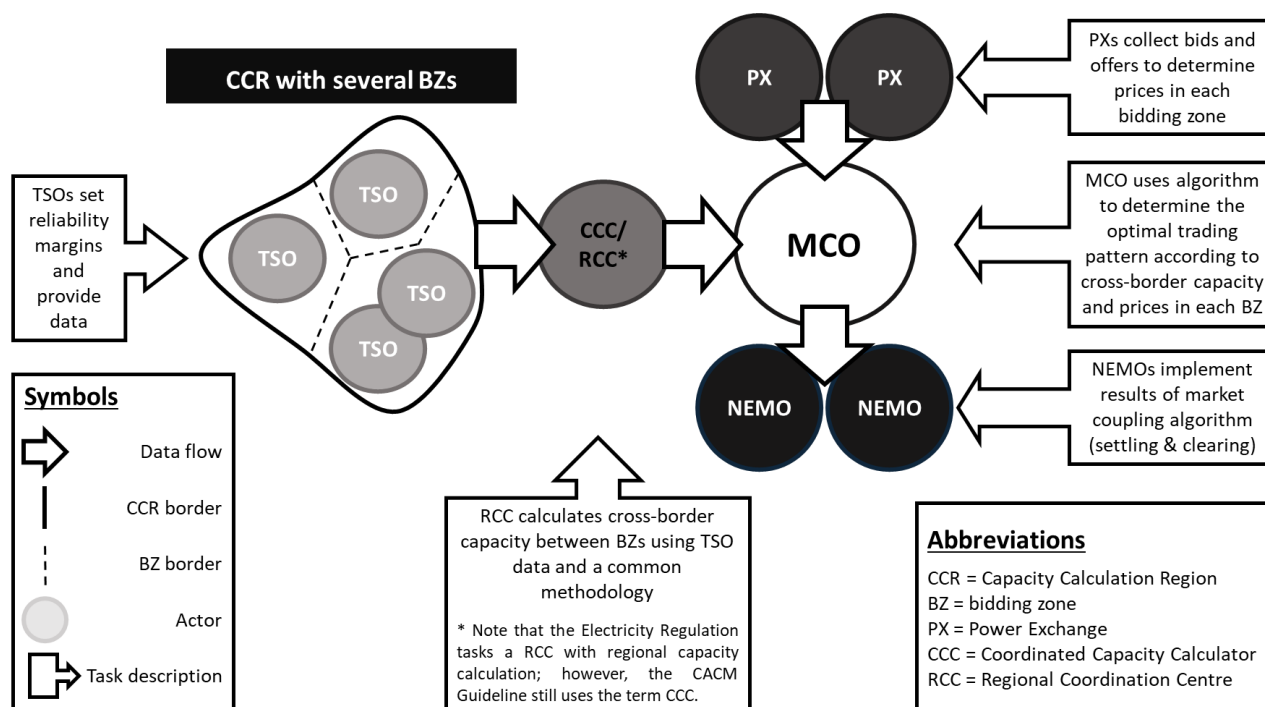 CCR with several BZs
TSOs set
reliability
margins
and
provide
data
TSO
TSO
TSO
TSO
CCC/
RCC*
PX
PX
MCO
NEMO
NEMO
PXs collect bids and
offers to determine
prices in each
bidding zone
MCO uses algorithm
to determine the
optimal trading
pattern according to
cross-border capacity
and prices in each BZ
NEMOs implement
results of market
coupling algorithm
(settling & clearing)
Symbols
Data flow
CCR border
BZ border
Actor
Task description
RCC calculates cross-border
capacity between BZs using TSO
data and a common
methodology
* Note that the Electricity Regulation
tasks a RCC with regional capacity
calculation; however, the CACM
Guideline still uses the term CCC.
Abbreviations
CCR = Capacity Calculation Region
BZ = bidding zone
PX = Power Exchange
CCC = Coordinated Capacity Calculator
RCC = Regional Coordination Centre